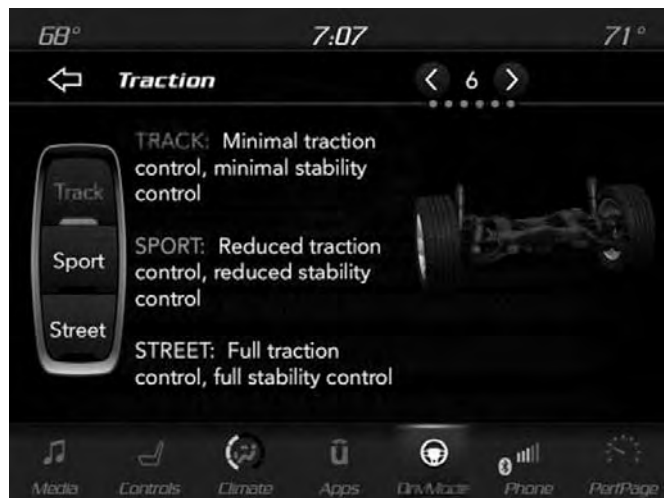 68° 7:07 71°
Traction 6
TRACK: Minimal traction
control, minimal stability
control
Track
Sport
SPORT: Reduced traction
control, reduced stability
control
Street
STREET: Full traction
control, full stability control
Media Controls Climate Apps DrvMode Phone PerfPage